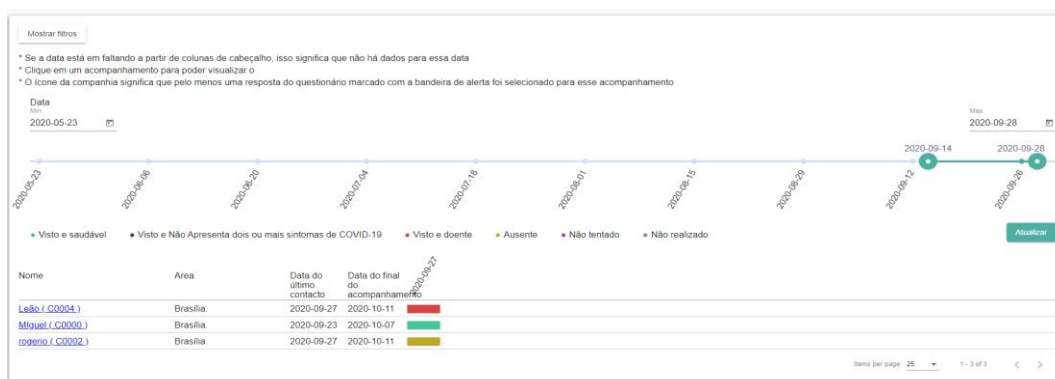 Mostrar filtros
* Se a data está em faltando a partir de colunas de cabeçalho, isso significa que não há dados para essa data
* Clique em um acompanhamento para poder visualizar o
* O ícone da companhia significa que pelo menos uma resposta do questionário marcado com a bandeira de alerta foi selecionado para esse acompanhamento
Data
Min
2020-05-23
Max
2020-09-28
2020-09-14
2020-09-28
2020-05-23
2020-06-06
2020-06-20
2020-07-04
2020-07-18
2020-08-01
2020-08-15
2020-08-29
2020-09-12
2020-09-26
Visto e saudável
Visto e Não Apresenta dois ou mais sintomas de COVID-19
Visto e doente
Ausente
Não tentado
Não realizado
Atualizar
Nome
Area
Data do último contacto
Data do final do acompanhamento
2020-09-27
Leão ( C0004 ) Brasília. 2020-09-27 2020-10-11
MIguel ( C0000 ) Brasília. 2020-09-23 2020-10-07
rogerio ( C0002 ) Brasília. 2020-09-27 2020-10-11
Items per page: 25
1 - 3 of 3